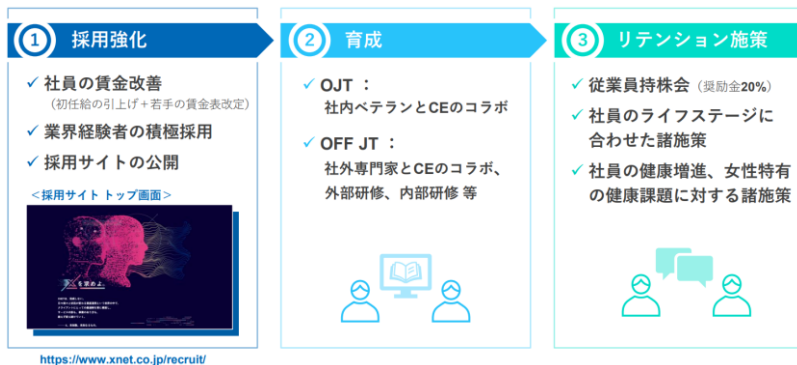 1 採用強化
✓ 社員の賃金改善
（初任給の引上げ＋若手の賃金表改定）
✓ 業界経験者の積極採用
✓ 採用サイトの公開
＜採用サイト トップ画面＞
を求めよ。
https://www.xnet.co.jp/recruit/
2 育成
✓ OJT ：
社内ベテランとCEのコラボ
✓ OFF JT ：
社外専門家とCEのコラボ、
外部研修、内部研修 等
3 リテンション施策
✓ 従業員持株会（奨励金20%）
✓ 社員のライフステージに
合わせた諸施策
✓ 社員の健康増進、女性特有
の健康課題に対する諸施策